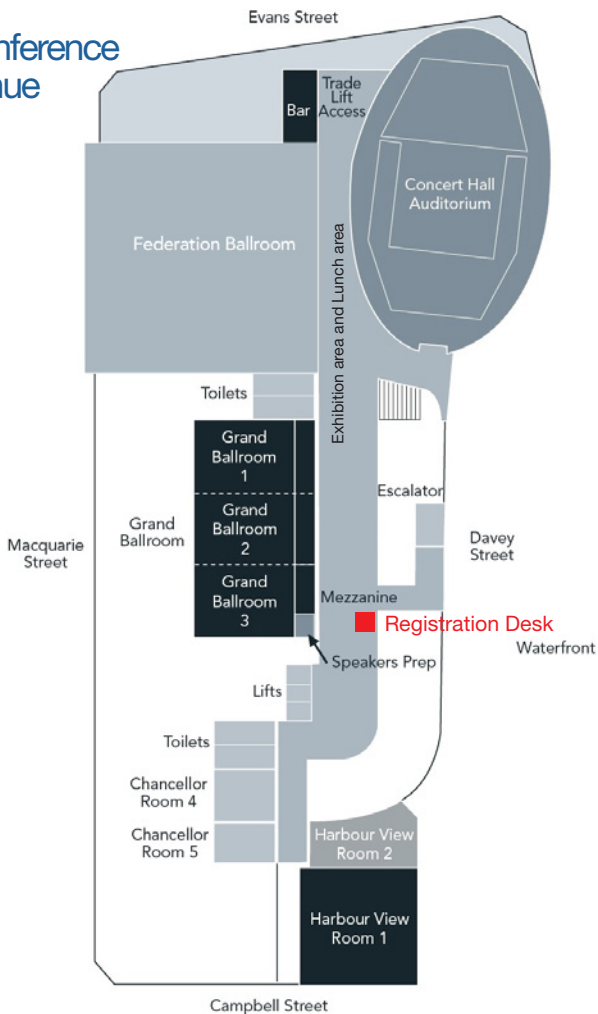 Evans Street
nference
nue
Bar
Trade
Lift
Access
Concert Hall
Auditorium
Federation Ballroom
Exhibition area and Lunch area
Toilets
Grand
Ballroom
1
Grand
Ballroom
2
Grand
Ballroom
3
Grand
Ballroom
Macquarie
Street
Escalator
Davey
Street
Mezzanine
Registration Desk
Waterfront
Speakers Prep
Lifts
Toilets
Chancellor
Room 4
Chancellor
Room 5
Harbour View
Room 2
Harbour View
Room 1
Campbell Street